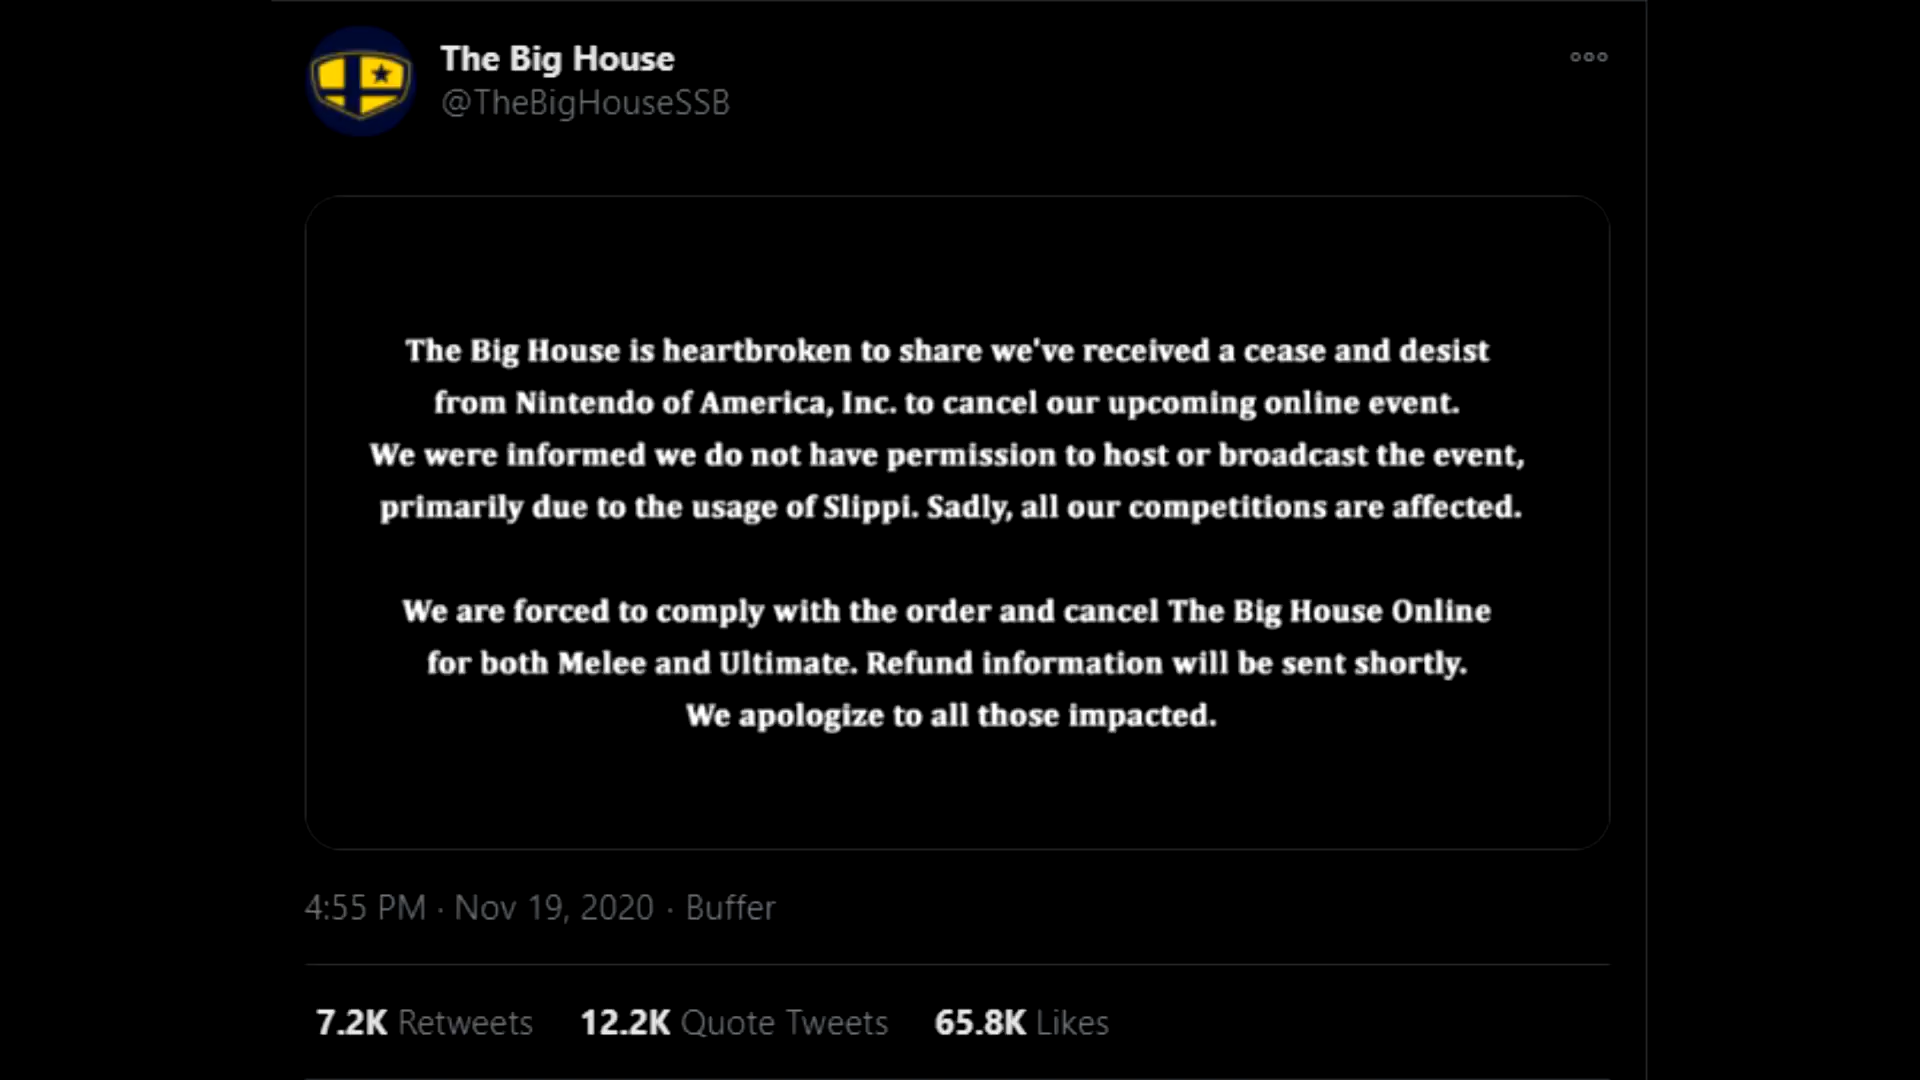 The Big House
@TheBigHouseSSB
The Big House is heartbroken to share we've received a cease and desist
from Nintendo of America, Inc. to cancel our upcoming online event.
We were informed we do not have permission to host or broadcast the event,
primarily due to the usage of Slippi. Sadly, all our competitions are affected.
We are forced to comply with the order and cancel The Big House Online
for both Melee and Ultimate. Refund information will be sent shortly.
We apologize to all those impacted.
4:55 PM · Nov 19, 2020 · Buffer
7.2K Retweets 12.2K Quote Tweets 65.8K Likes